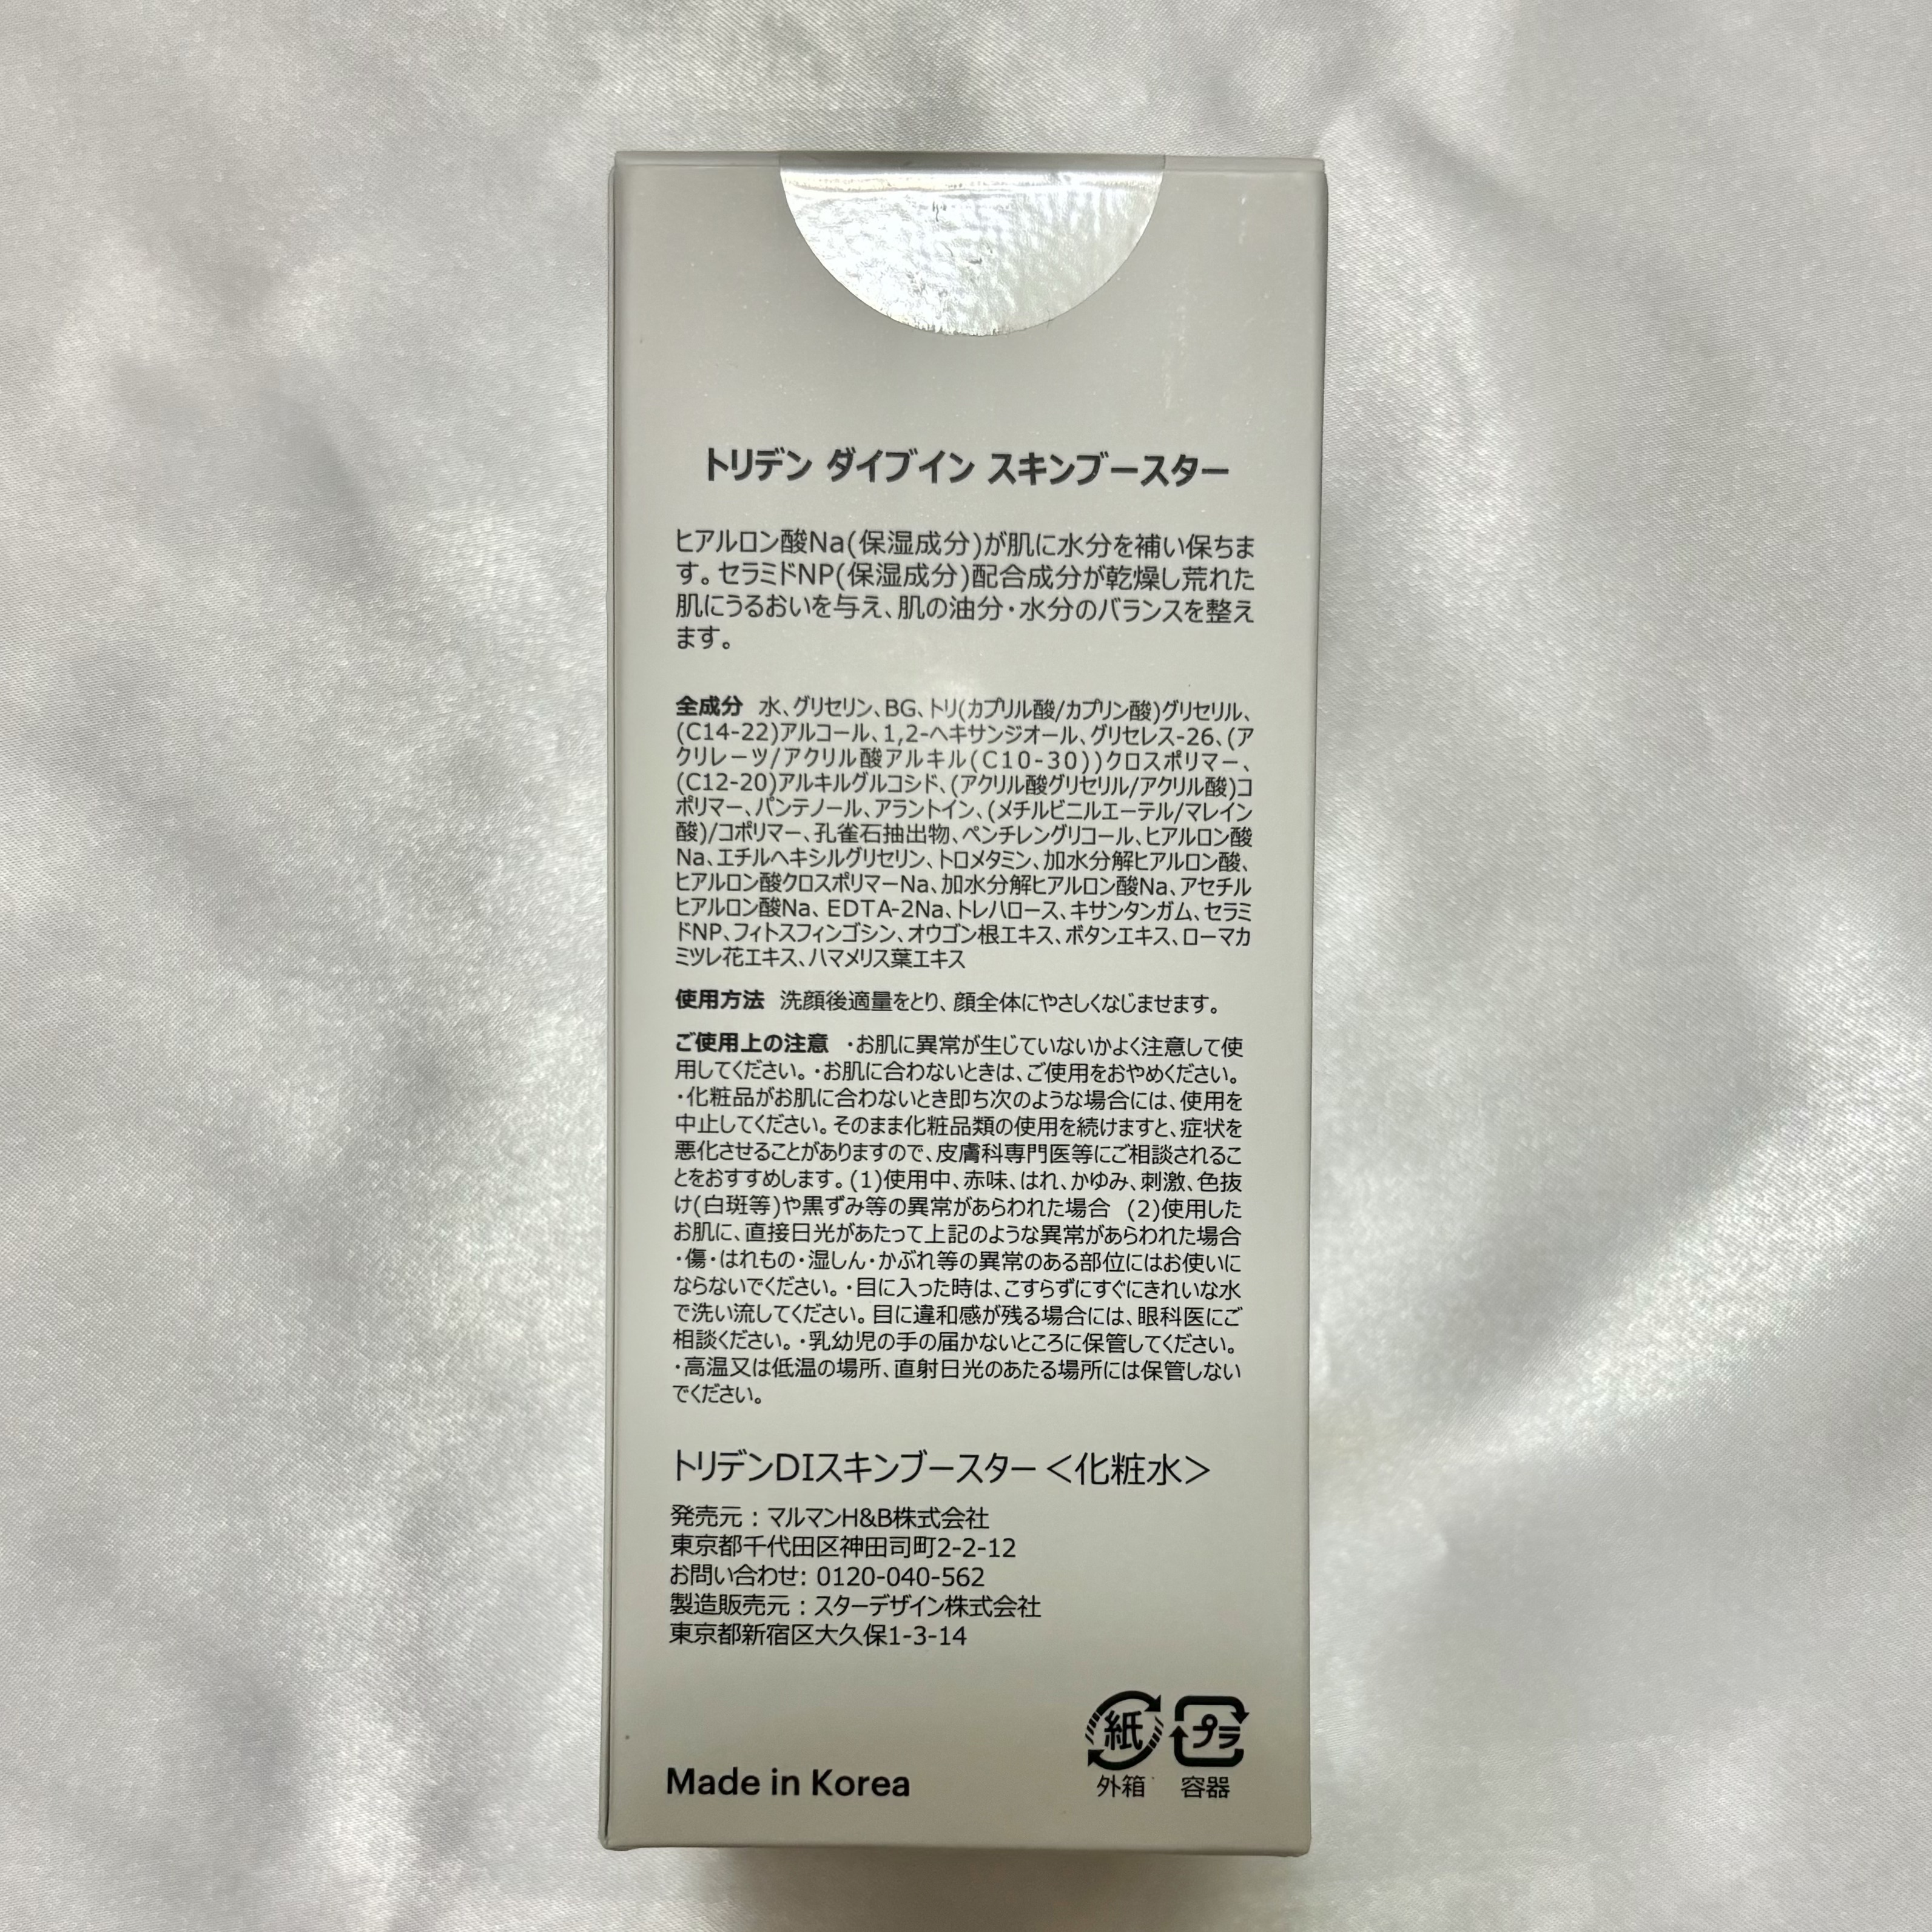 トリデン ダイブイン スキンブースター
ヒアルロン酸Na(保湿成分)が肌に水分を補い保ちま
す。セラミドNP(保湿成分)配合成分が乾燥し荒れた
肌にうるおいを与え、肌の油分・水分のバランスを整え
ます。
全成分 水、グリセリン、BG、トリ(カプリル酸/カプリン酸)グリセリル、
(C14-22)アルコール、1,2-ヘキサンジオール、グリセレス-26、(ア
クリレーツ/アクリル酸アルキル(C10-30))クロスポリマー、
(C12-20)アルキルグルコシド、(アクリル酸グリセリル/アクリル酸)コ
ポリマー、パンテノール、アラントイン、(メチルビニルエーテル/マレイン
酸)/コポリマー、孔雀石抽出物、ペンチレングリコール、ヒアルロン酸
Na、エチルヘキシルグリセリン、トロメタミン、加水分解ヒアルロン酸、
ヒアルロン酸クロスポリマーNa、加水分解ヒアルロン酸Na、アセチル
ヒアルロン酸Na、EDTA-2Na、トレハロース、キサンタンガム、セラミ
ドNP、フィトスフィンゴシン、オウゴン根エキス、ボタンエキス、ローマカ
ミツレ花エキス、ハマメリス葉エキス
使用方法 洗顔後適量をとり、顔全体にやさしくなじませます。
ご使用上の注意 ・お肌に異常が生じていないかよく注意して使
用してください。・お肌に合わないときは、ご使用をおやめください。
・化粧品がお肌に合わないとき即ち次のような場合には、使用を
中止してください。そのまま化粧品類の使用を続けますと、症状を
悪化させることがありますので、皮膚科専門医等にご相談されるこ
とをおすすめします。(1)使用中、赤味、はれ、かゆみ、刺激、色抜
け(白斑等)や黒ずみ等の異常があらわれた場合 (2)使用した
お肌に、直接日光があたって上記のような異常があらわれた場合
・傷・はれもの・湿しん・かぶれ等の異常のある部位にはお使いに
ならないでください。・目に入った時は、こすらずにすぐにきれいな水
で洗い流してください。目に違和感が残る場合には、眼科医にご
相談ください。・乳幼児の手の届かないところに保管してください。
・高温又は低温の場所、直射日光のあたる場所には保管しない
でください。
トリデンDIスキンブースター＜化粧水＞
発売元：マルマンH&B株式会社
東京都千代田区神田司町2-2-12
お問い合わせ: 0120-040-562
製造販売元：スターデザイン株式会社
東京都新宿区大久保1-3-14
紙 プラ
外箱 容器
Made in Korea